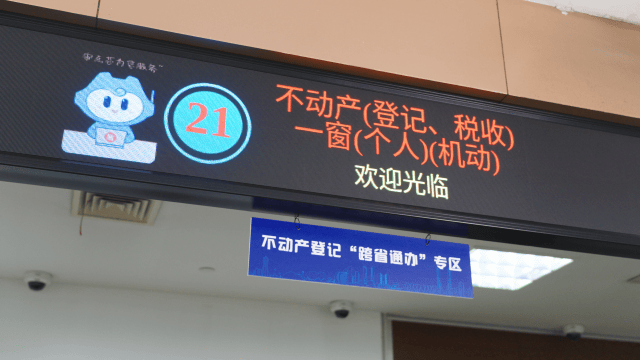 21
不动产(登记、税收)
一窗(个人)(机动)
欢迎光临
不动产登记“跨省通办”专区